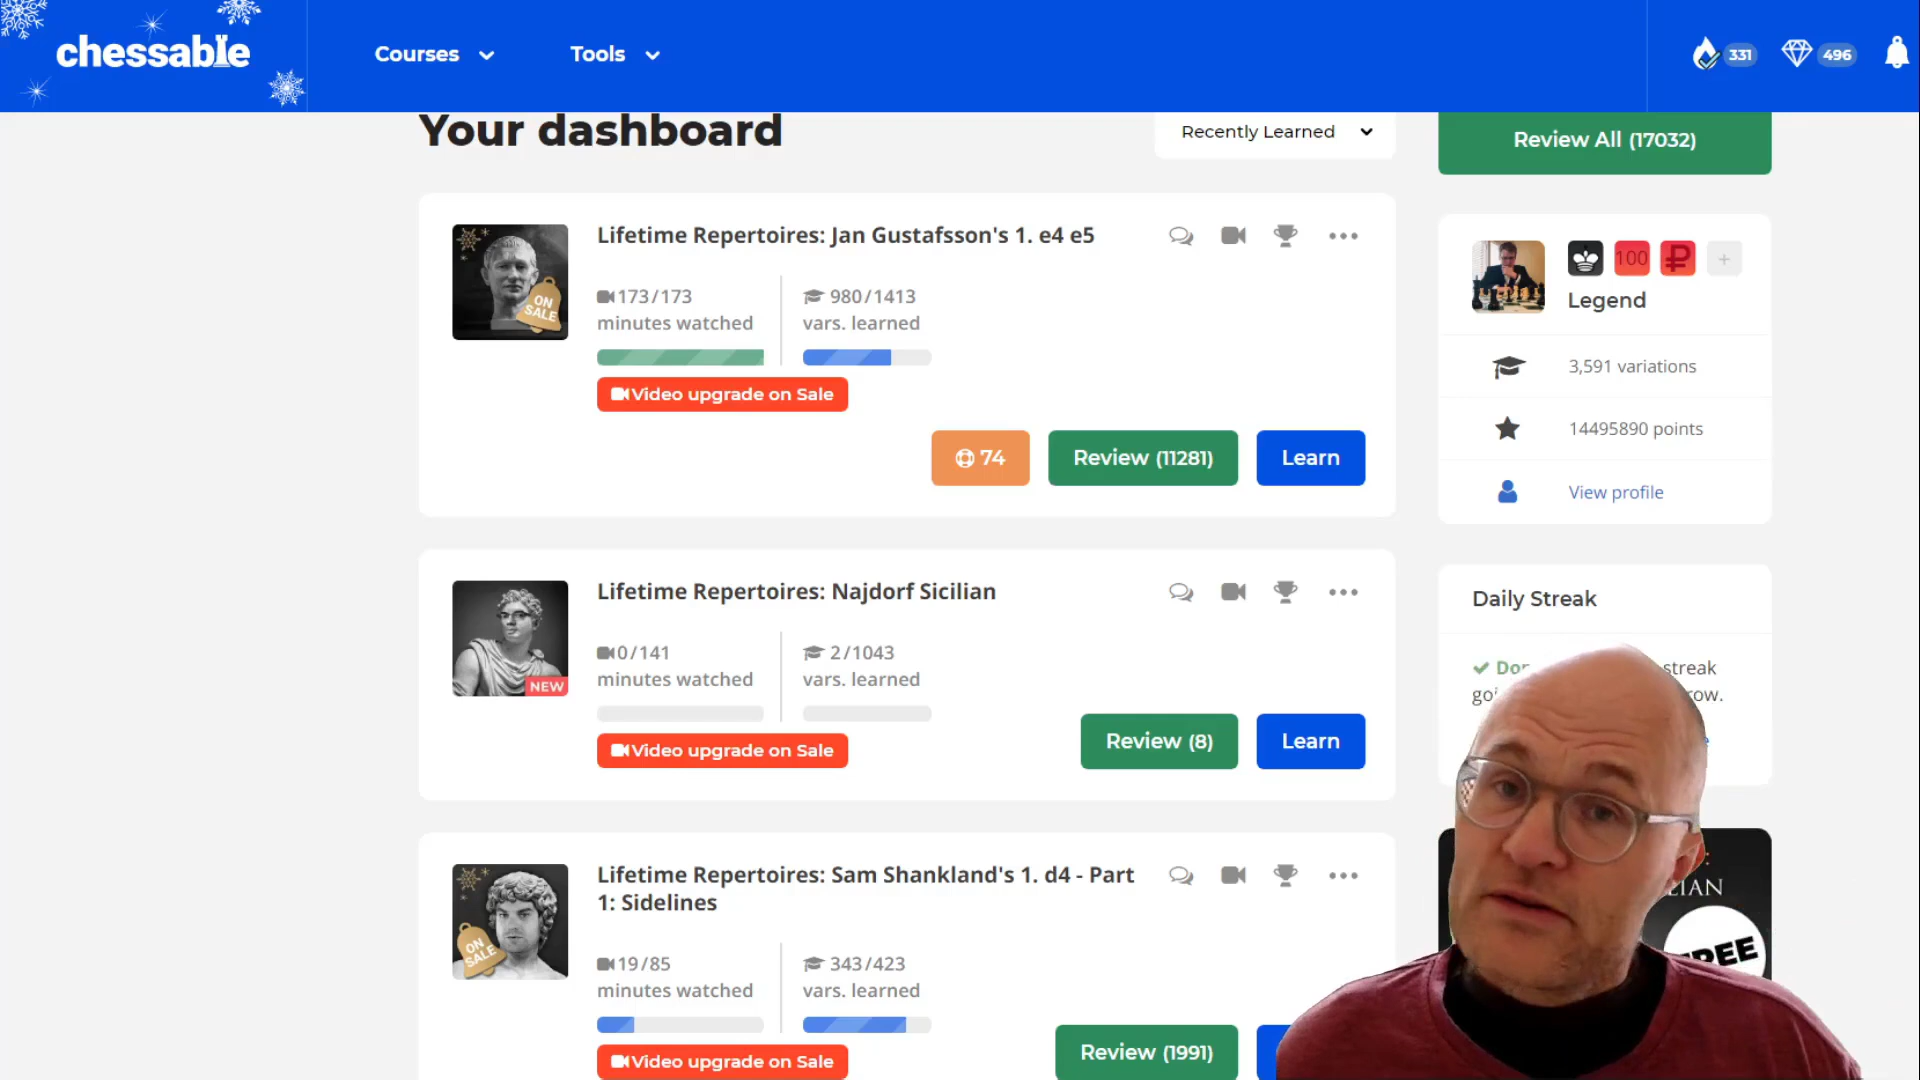 chessable
Courses
Tools
331
496
Your dashboard
Recently Learned
Review All (17032)
Lifetime Repertoires: Jan Gustafsson's 1. e4 e5
ON
SALE
173/173
minutes watched
980/1413
vars. learned
Video upgrade on Sale
74
Review (11281)
Learn
100
Legend
3,591 variations
14495890 points
View profile
Lifetime Repertoires: Najdorf Sicilian
NEW
0/141
minutes watched
2/1043
vars. learned
Video upgrade on Sale
Review (8)
Learn
Daily Streak
streak
Lifetime Repertoires: Sam Shankland's 1. d4 - Part
1: Sidelines
ON
SALE
19/85
minutes watched
343/423
vars. learned
Video upgrade on Sale
Review (1991)